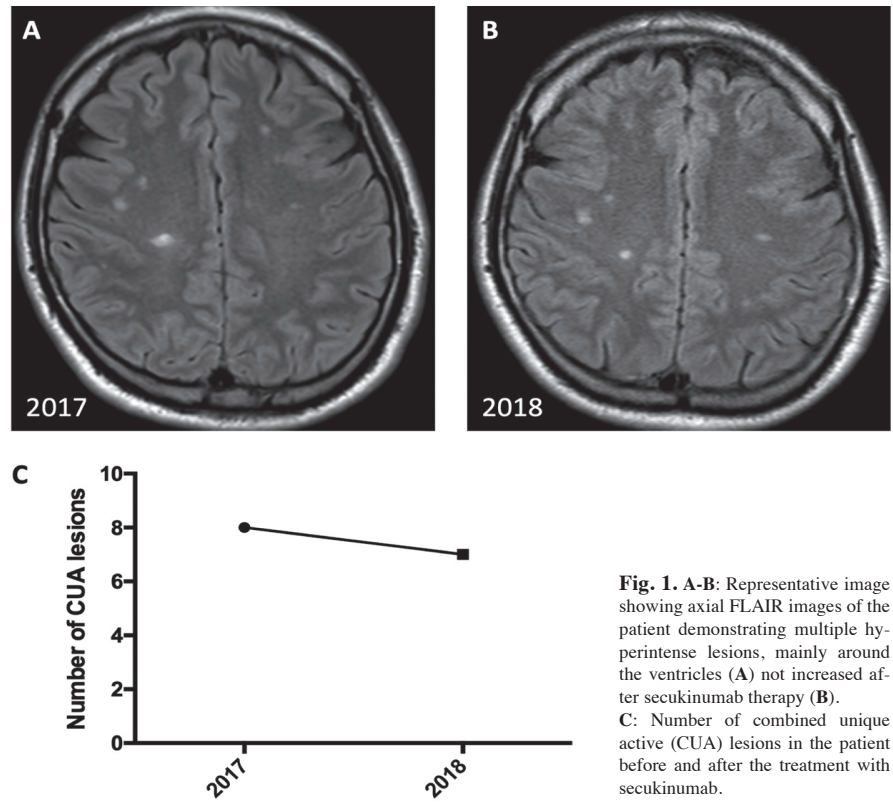 A
B
2017
2018
C
Number of CUA lesions
10
8
6
4
2
0
2017
2018
Fig. 1. A-B: Representative image
showing axial FLAIR images of the
patient demonstrating multiple hy-
perintense lesions, mainly around
the ventricles (A) not increased af-
ter secukinumab therapy (B).
C: Number of combined unique
active (CUA) lesions in the patient
before and after the treatment with
secukinumab.